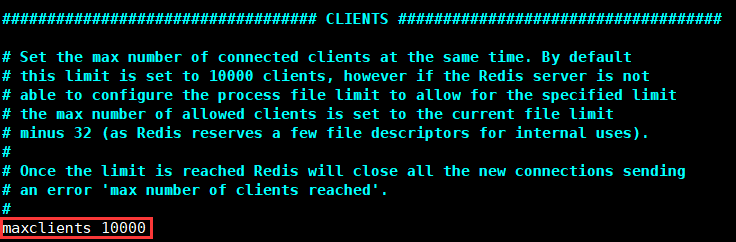 ################################### CLIENTS ####################################
# Set the max number of connected clients at the same time. By default
# this limit is set to 10000 clients, however if the Redis server is not
# able to configure the process file limit to allow for the specified limit
# the max number of allowed clients is set to the current file limit
# minus 32 (as Redis reserves a few file descriptors for internal uses).
#
# Once the limit is reached Redis will close all the new connections sending
# an error 'max number of clients reached'.
#
maxclients 10000